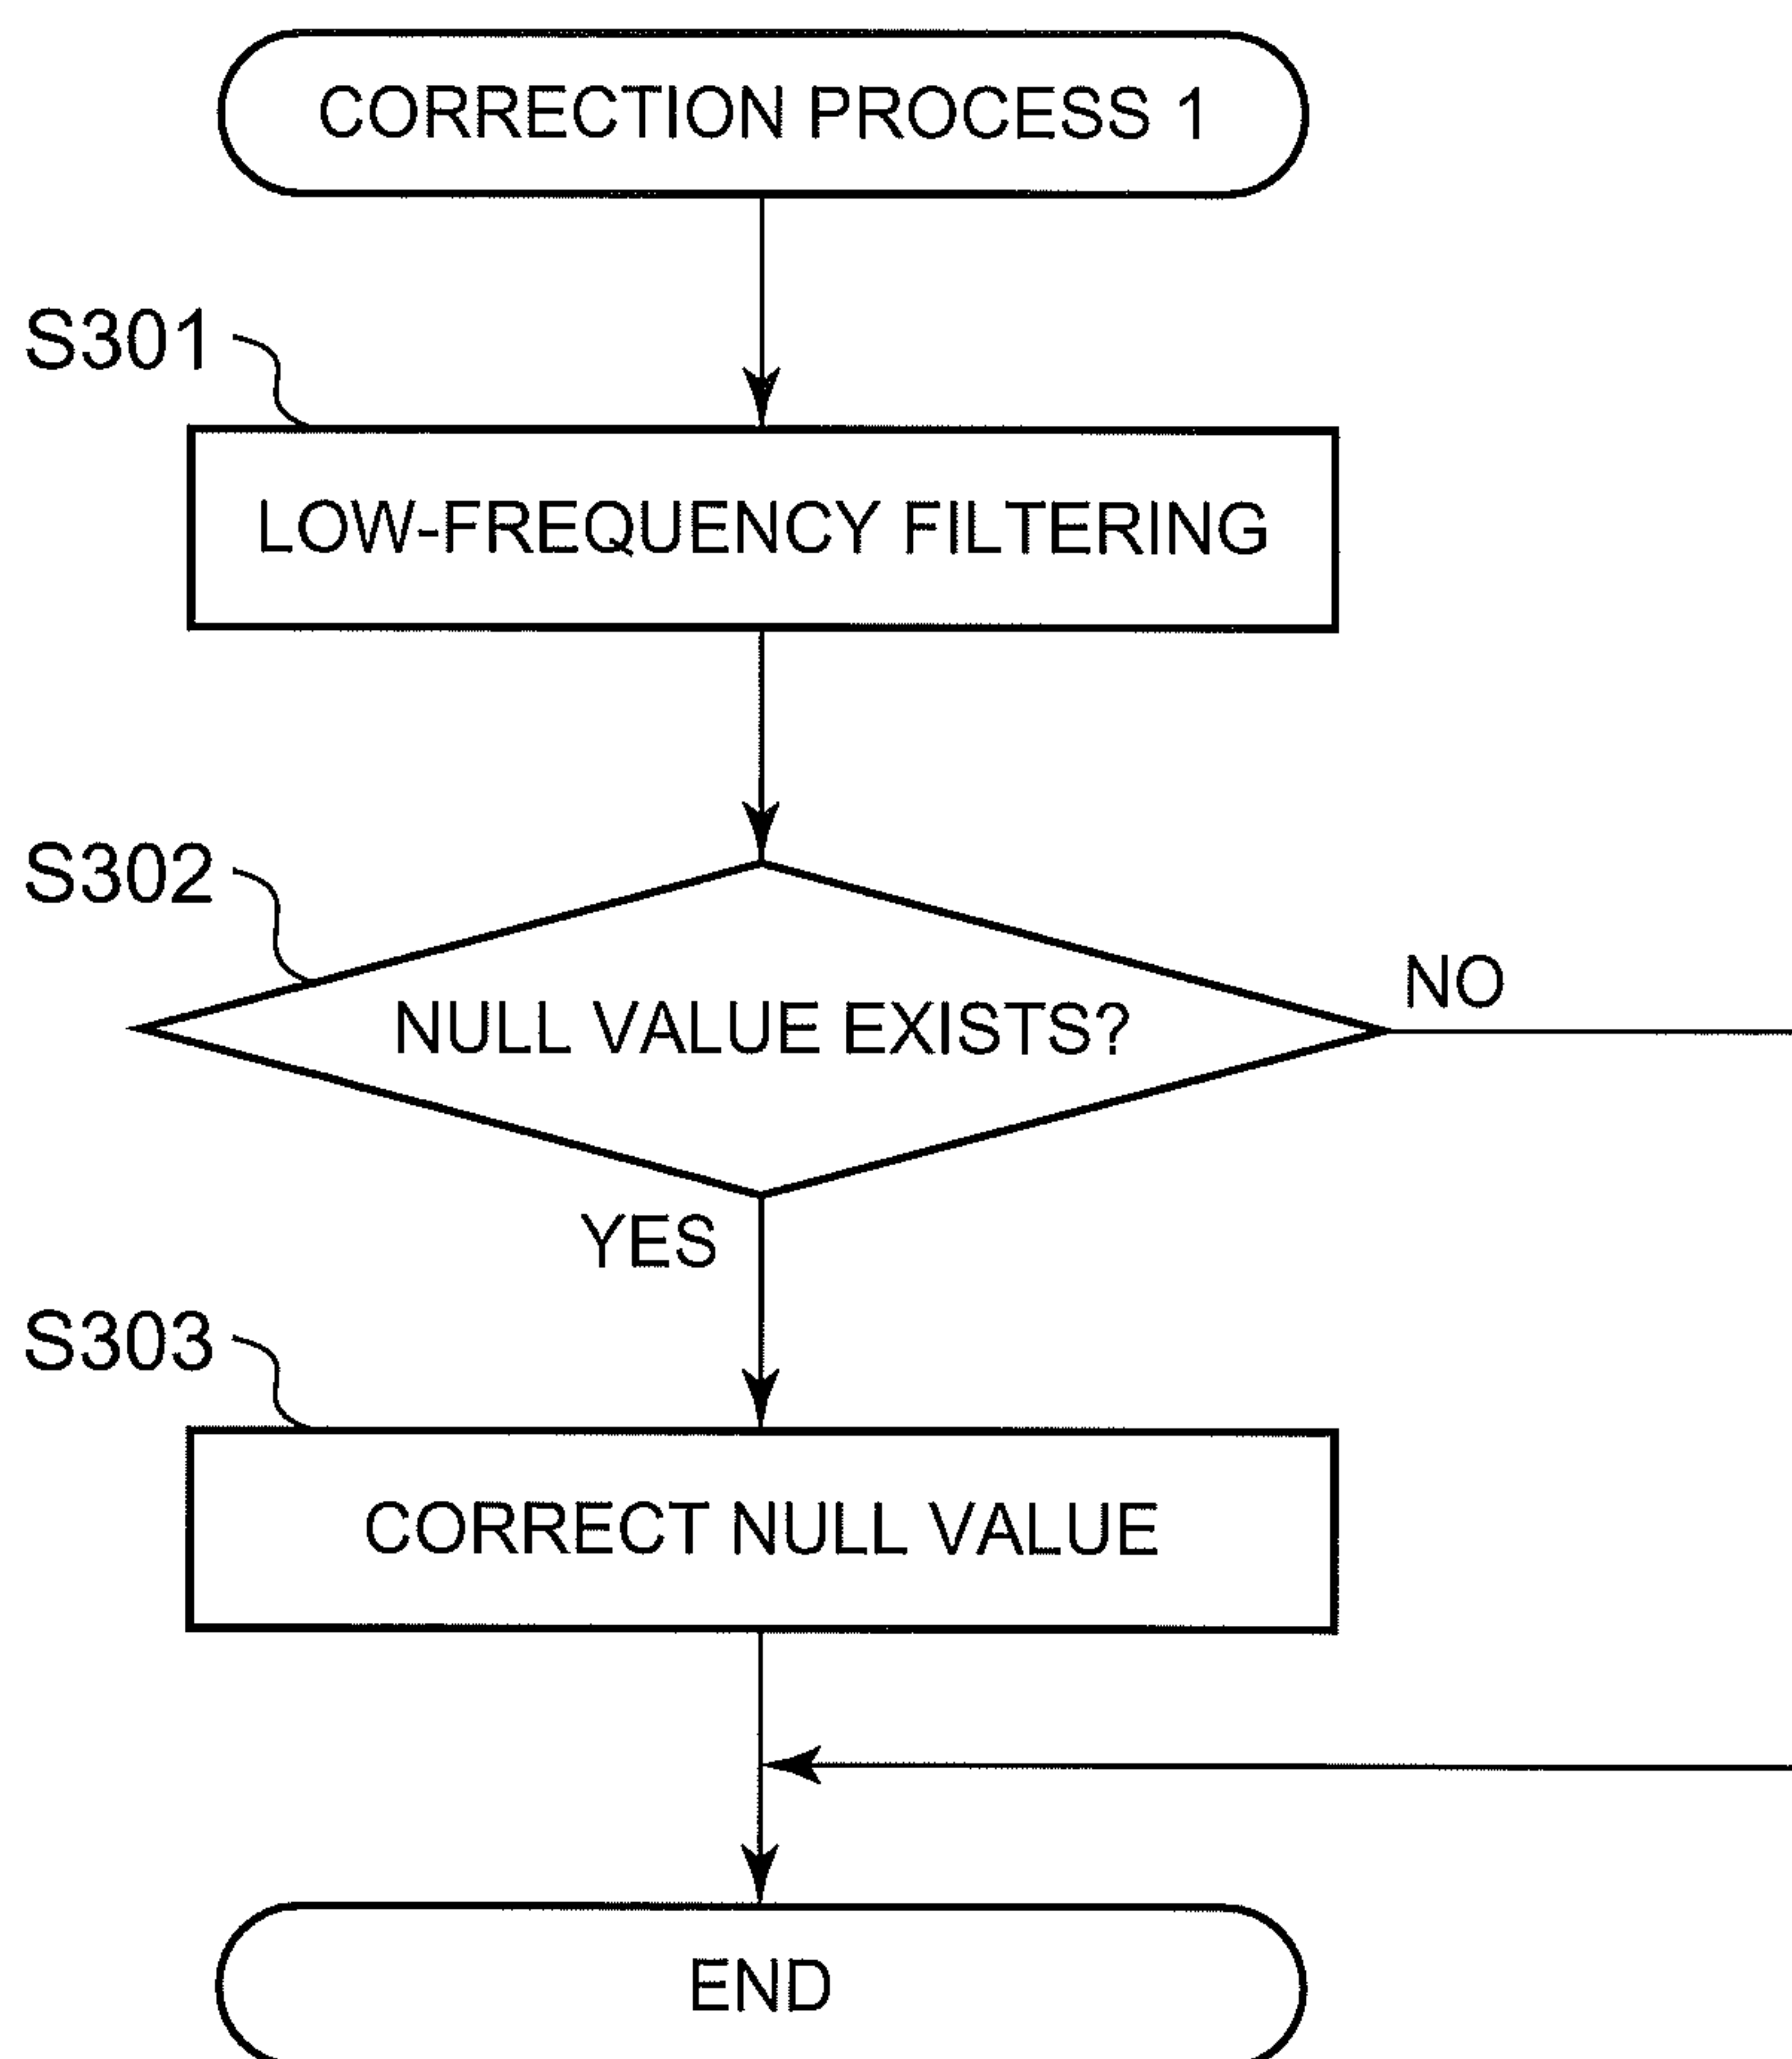 CORRECTION PROCESS 1
S301
LOW-FREQUENCY FILTERING
S302
NULL VALUE EXISTS?
NO
YES
S303
CORRECT NULL VALUE
END